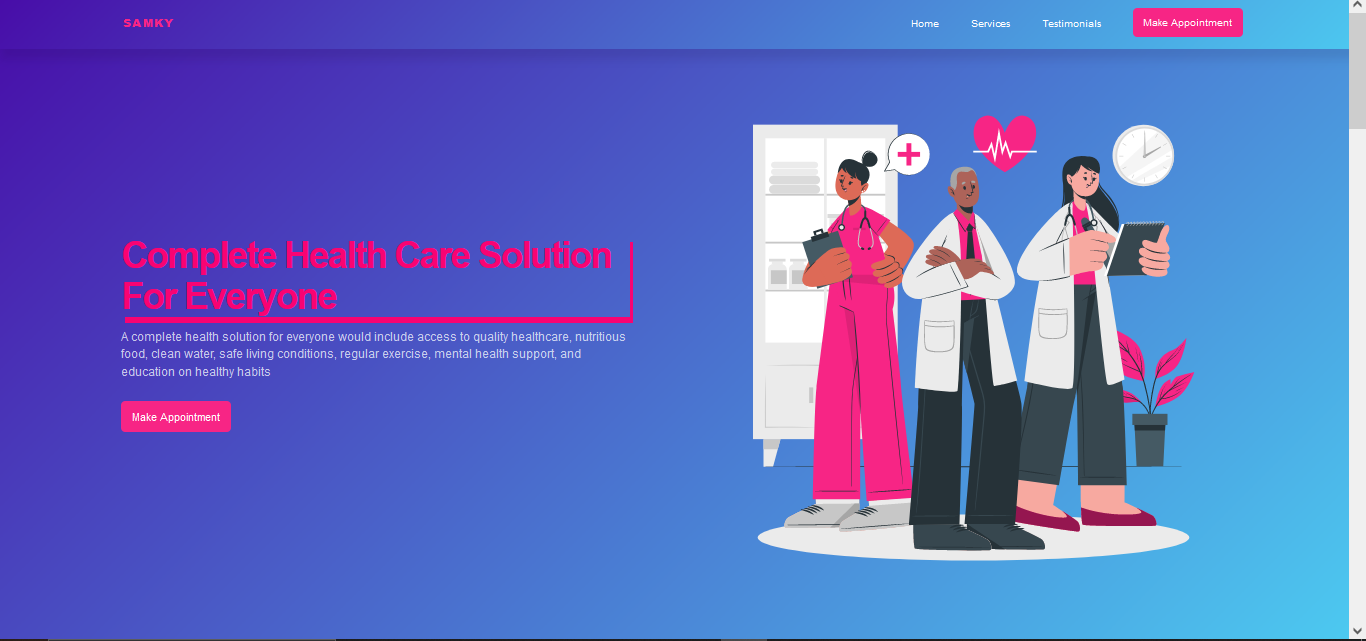 SAMKY
Home
Services
Testimonials
Make Appointment
Complete Health Care Solution
For Everyone
A complete health solution for everyone would include access to quality healthcare, nutritious
food, clean water, safe living conditions, regular exercise, mental health support, and
education on healthy habits
Make Appointment